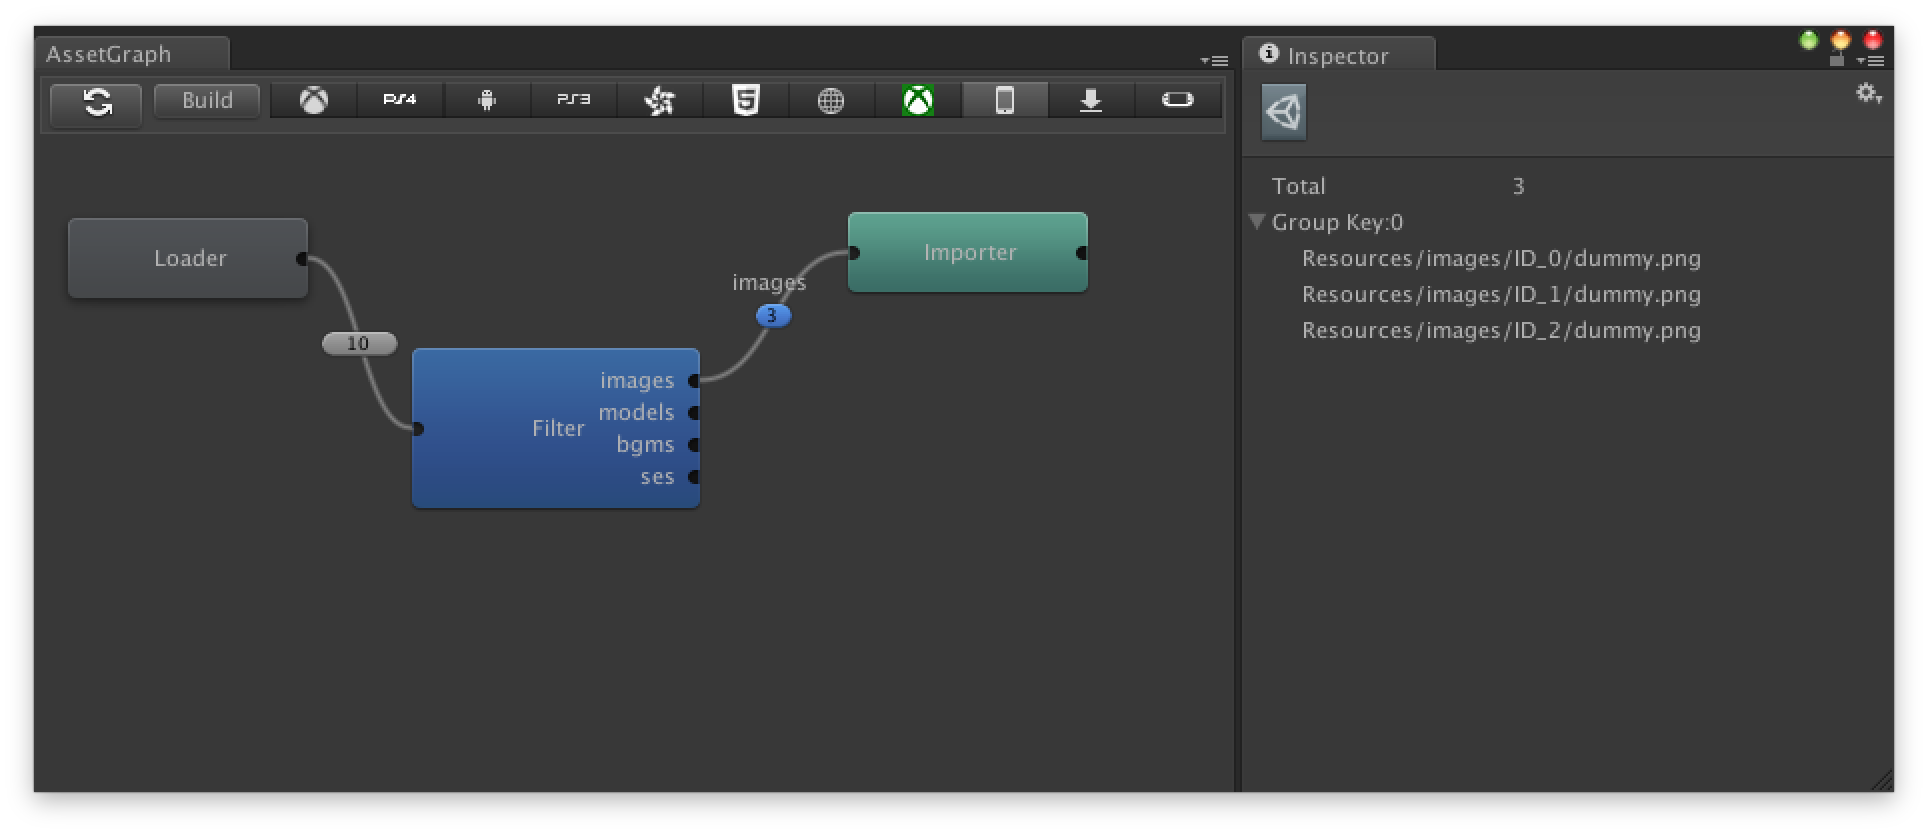 AssetGraph
Build
PS4
PS3
Loader
10
Filter
images
models
bgms
ses
images
3
Importer
Inspector
Total 3
Group Key:0
Resources/images/ID_0/dummy.png
Resources/images/ID_1/dummy.png
Resources/images/ID_2/dummy.png